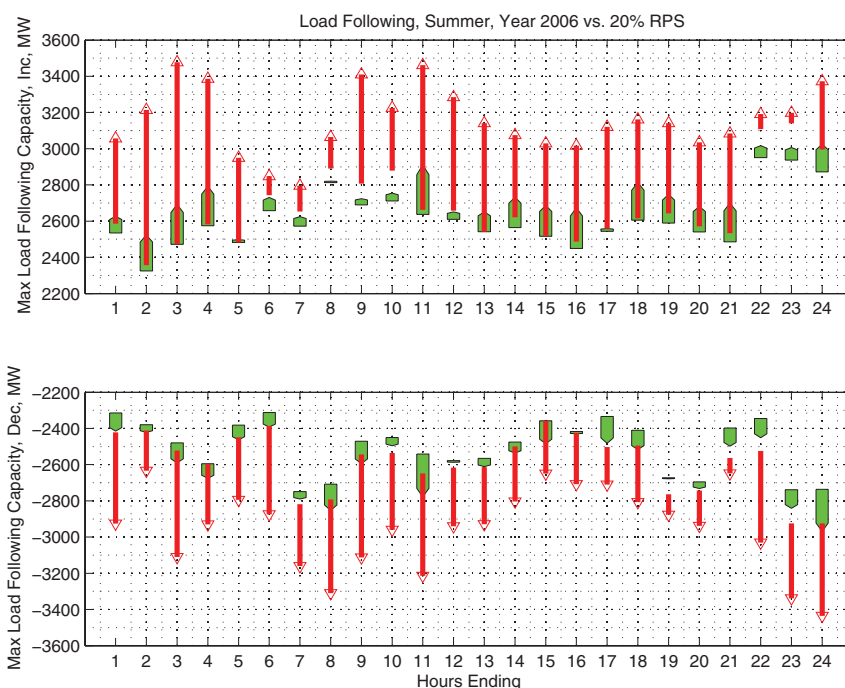 Load Following, Summer, Year 2006 vs. 20% RPS
Max Load Following Capacity, Inc, MW
3600
3400
3200
3000
2800
2600
2400
2200
1 2 3 4 5 6 7 8 9 10 11 12 13 14 15 16 17 18 19 20 21 22 23 24
Max Load Following Capacity, Dec, MW
−2200
−2400
−2600
−2800
−3000
−3200
−3400
−3600
1 2 3 4 5 6 7 8 9 10 11 12 13 14 15 16 17 18 19 20 21 22 23 24
Hours Ending